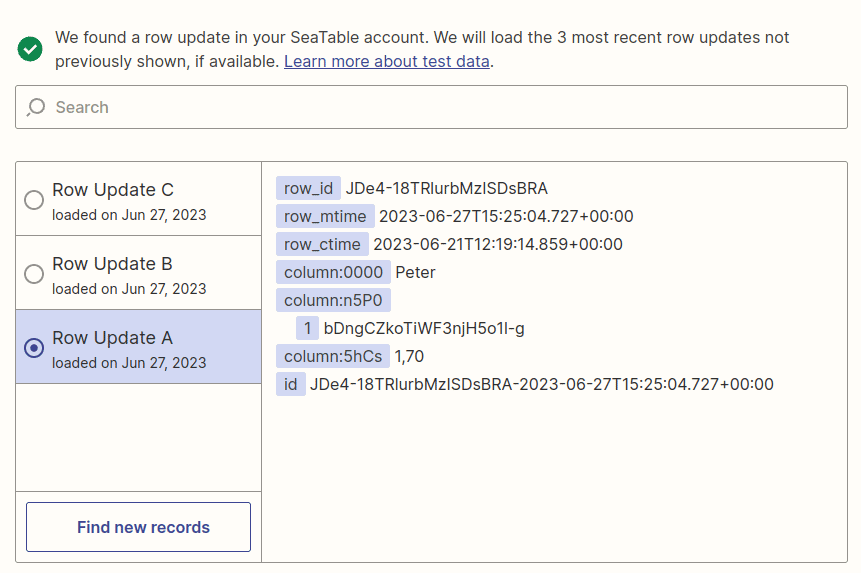 We found a row update in your SeaTable account. We will load the 3 most recent row updates not
previously shown, if available. Learn more about test data.
Search
Row Update C
loaded on Jun 27, 2023
Row Update B
loaded on Jun 27, 2023
Row Update A
loaded on Jun 27, 2023
Find new records
row_id JDe4-18TRlurbMzISDsBRA
row_mtime 2023-06-27T15:25:04.727+00:00
row_ctime 2023-06-21T12:19:14.859+00:00
column:0000 Peter
column:n5P0
1 bDngCZkoTiWF3njH5o1I-g
column:5hCs 1,70
id JDe4-18TRlurbMzISDsBRA-2023-06-27T15:25:04.727+00:00